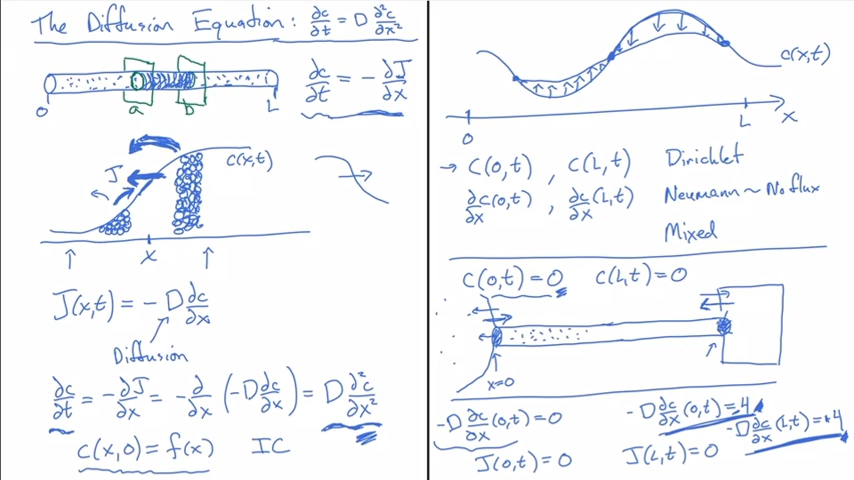 The Diffusion Equation: ∂c/∂t = D ∂²c/∂x²
0 a b L
∂c/∂t = - ∂J/∂x
J
c(x,t)
x
J(x,t) = - D ∂c/∂x
Diffusion
∂c/∂t = - ∂J/∂x = - ∂/∂x (-D ∂c/∂x) = D ∂²c/∂x²
c(x,0) = f(x) IC
c(x,t)
0 L x
→ c(0,t) , c(L,t) Dirichlet
∂c/∂x (0,t) , ∂c/∂x (L,t) Neumann ~ No flux
Mixed
c(0,t) = 0 c(L,t) = 0
x=0
-D ∂c/∂x (0,t) = 0
-D ∂c/∂x (0,t) = .4
-D ∂c/∂x (L,t) = +.4
J(0,t) = 0 J(L,t) = 0